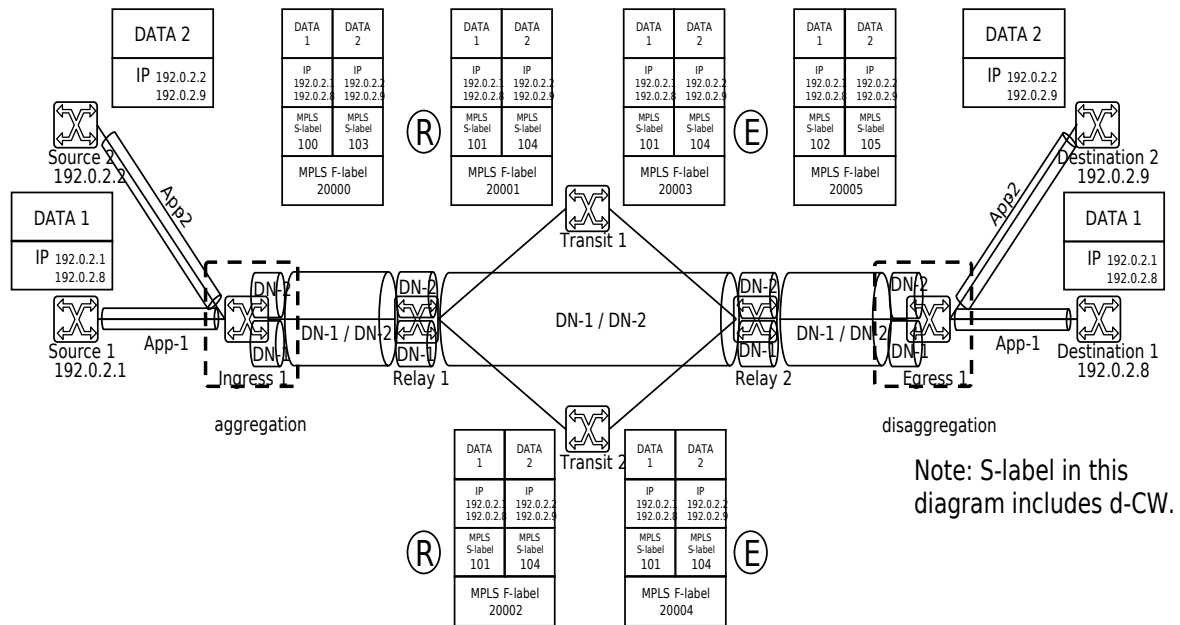 DATA 2
IP 192.0.2.2
192.0.2.9
DATA 1
DATA 2
IP 192.0.2.1 192.0.2.8
IP 192.0.2.2 192.0.2.9
MPLS S-label 100
MPLS S-label 103
MPLS F-label
20000
R
DATA 1
DATA 2
IP 192.0.2.1 192.0.2.8
IP 192.0.2.2 192.0.2.9
MPLS S-label 101
MPLS S-label 104
MPLS F-label
20001
DATA 1
DATA 2
IP 192.0.2.1 192.0.2.8
IP 192.0.2.2 192.0.2.9
MPLS S-label 101
MPLS S-label 104
MPLS F-label
20003
E
DATA 1
DATA 2
IP 192.0.2.1 192.0.2.8
IP 192.0.2.2 192.0.2.9
MPLS S-label 102
MPLS S-label 105
MPLS F-label
20005
DATA 2
IP 192.0.2.2
192.0.2.9
Source 2
192.0.2.2
App2
Destination 2
192.0.2.9
App2
DATA 1
IP 192.0.2.1
192.0.2.8
DATA 1
IP 192.0.2.1
192.0.2.8
Transit 1
DN-2
DN-2
DN-2
DN-2
DN-1 / DN-2
DN-1 / DN-2
DN-1 / DN-2
DN-1
DN-1
DN-1
DN-1
App-1
App-1
Source 1
192.0.2.1
Ingress 1
Relay 1
Relay 2
Egress 1
Destination 1
192.0.2.8
aggregation
disaggregation
Transit 2
R
DATA 1
DATA 2
IP 192.0.2.1 192.0.2.8
IP 192.0.2.2 192.0.2.9
MPLS S-label 101
MPLS S-label 104
MPLS F-label
20002
DATA 1
DATA 2
IP 192.0.2.1 192.0.2.8
IP 192.0.2.2 192.0.2.9
MPLS S-label 101
MPLS S-label 104
MPLS F-label
20004
E
Note: S-label in this
diagram includes d-CW.